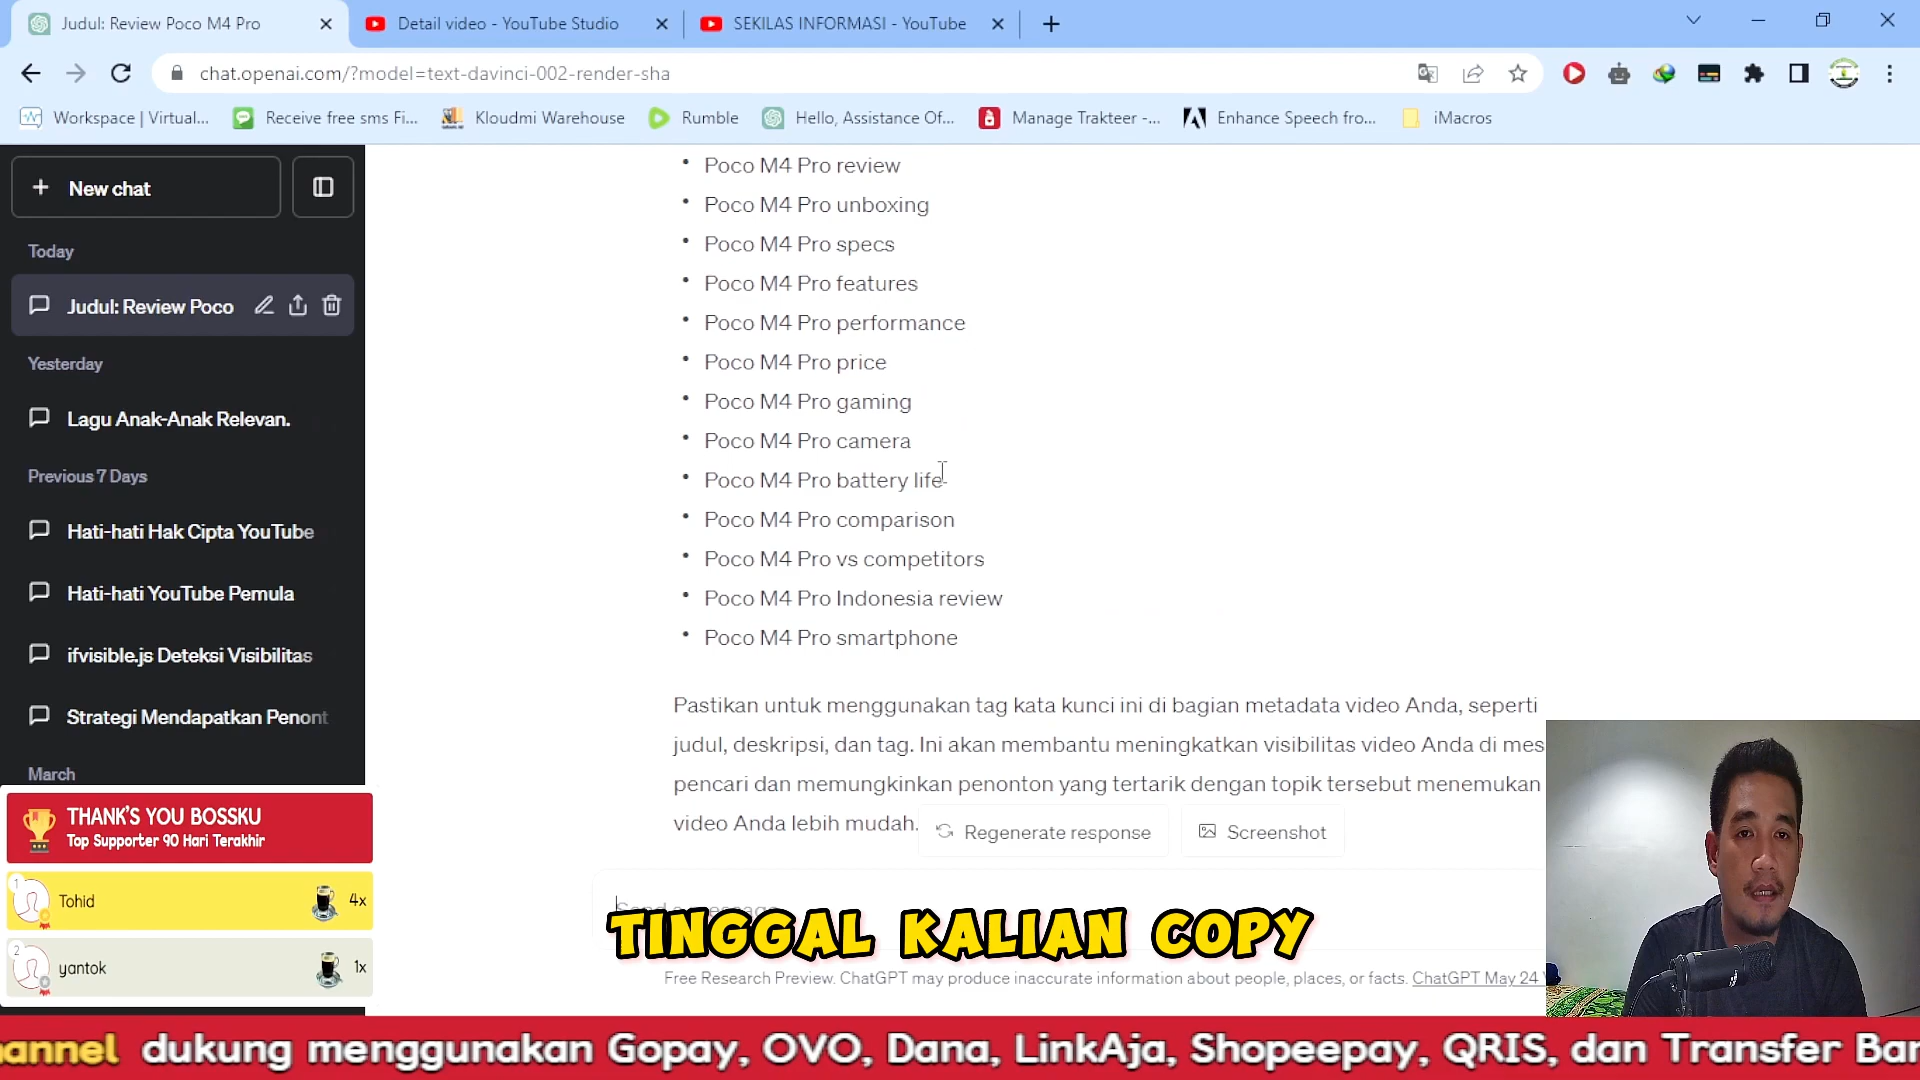 Judul: Review Poco M4 Pro
Detail video - YouTube Studio
SEKILAS INFORMASI - YouTube
chat.openai.com/?model=text-davinci-002-render-sha
Workspace | Virtual...
Receive free sms Fi...
Kloudmi Warehouse
Rumble
Hello, Assistance Of...
Manage Trakteer -...
Enhance Speech fro...
iMacros
New chat
Today
Judul: Review Poco
Yesterday
Lagu Anak-Anak Relevan.
Previous 7 Days
Hati-hati Hak Cipta YouTube
Hati-hati YouTube Pemula
ifvisible.js Deteksi Visibilitas
Strategi Mendapatkan Penont
March
THANK'S YOU BOSSKU
Top Supporter 90 Hari Terakhir
1 Tohid 4x
2 yantok 1x
• Poco M4 Pro review
• Poco M4 Pro unboxing
• Poco M4 Pro specs
• Poco M4 Pro features
• Poco M4 Pro performance
• Poco M4 Pro price
• Poco M4 Pro gaming
• Poco M4 Pro camera
• Poco M4 Pro battery life
• Poco M4 Pro comparison
• Poco M4 Pro vs competitors
• Poco M4 Pro Indonesia review
• Poco M4 Pro smartphone
Pastikan untuk menggunakan tag kata kunci ini di bagian metadata video Anda, seperti
judul, deskripsi, dan tag. Ini akan membantu meningkatkan visibilitas video Anda di mes
pencari dan memungkinkan penonton yang tertarik dengan topik tersebut menemukan
video Anda lebih mudah.
Regenerate response
Screenshot
Send a message
TINGGAL KALIAN COPY
Free Research Preview. ChatGPT may produce inaccurate information about people, places, or facts. ChatGPT May 24
hannel dukung menggunakan Gopay, OVO, Dana, LinkAja, Shopeepay, QRIS, dan Transfer Ban